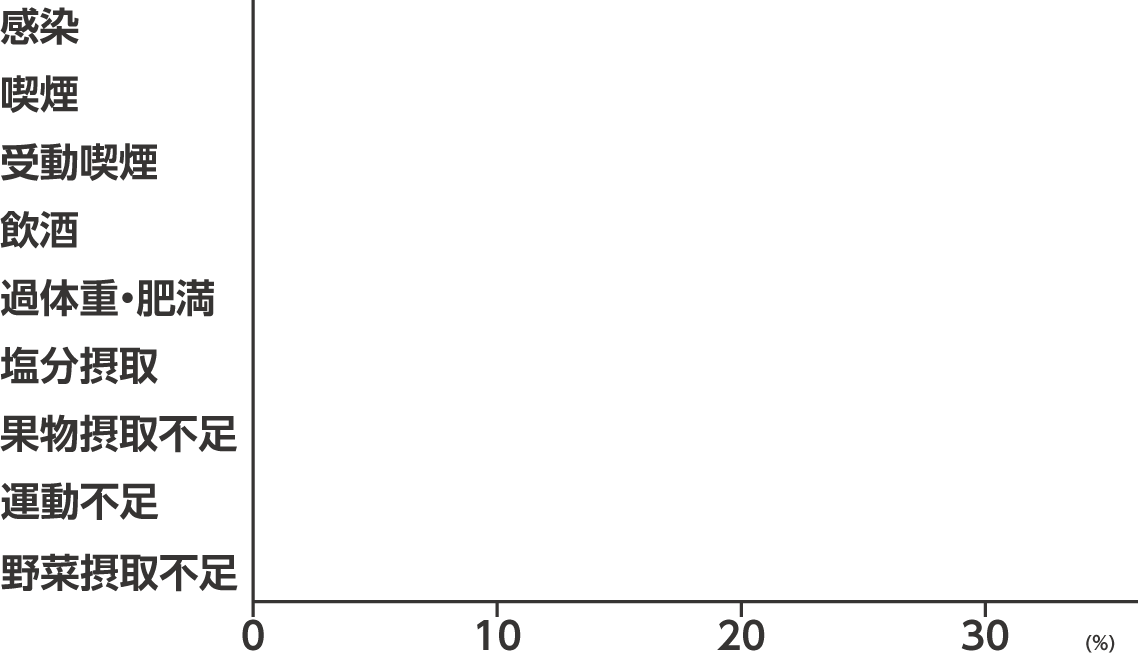 感染
喫煙
受動喫煙
飲酒
過体重・肥満
塩分摂取
果物摂取不足
運動不足
野菜摂取不足
0 10 20 30 (%)